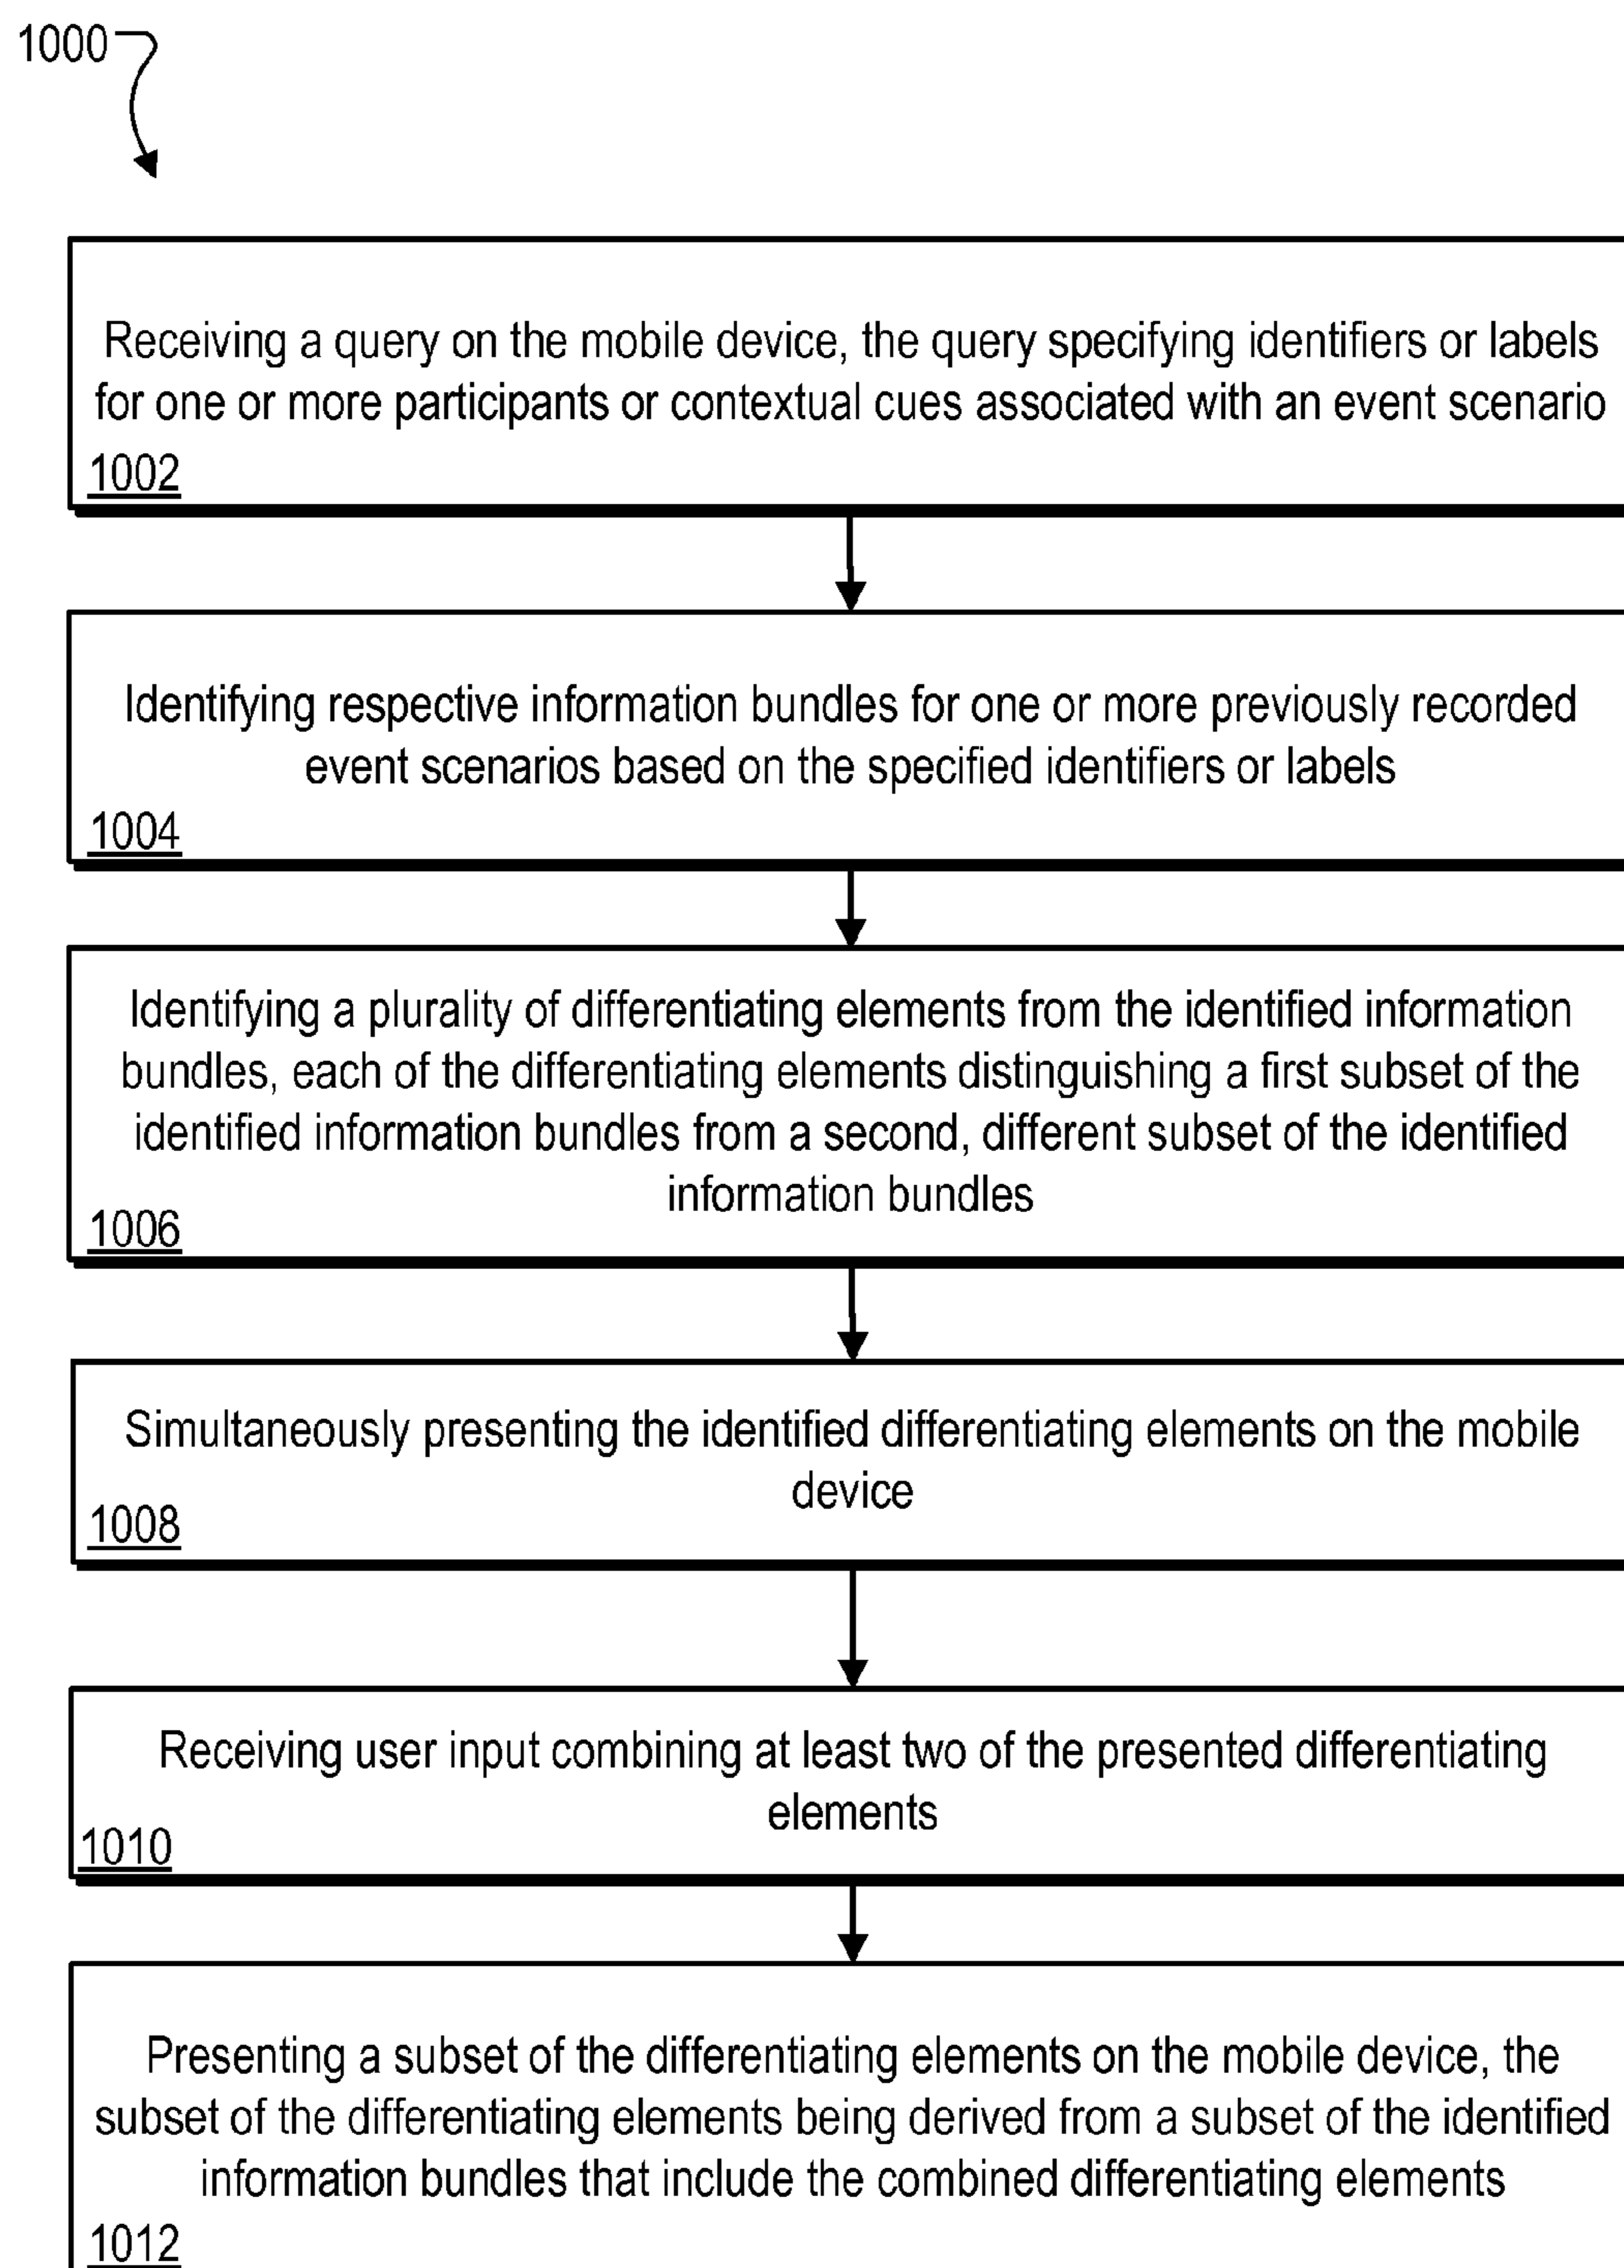 1000
Receiving a query on the mobile device, the query specifying identifiers or labels
for one or more participants or contextual cues associated with an event scenario
1002
Identifying respective information bundles for one or more previously recorded
event scenarios based on the specified identifiers or labels
1004
Identifying a plurality of differentiating elements from the identified information
bundles, each of the differentiating elements distinguishing a first subset of the
identified information bundles from a second, different subset of the identified
information bundles
1006
Simultaneously presenting the identified differentiating elements on the mobile
device
1008
Receiving user input combining at least two of the presented differentiating
elements
1010
Presenting a subset of the differentiating elements on the mobile device, the
subset of the differentiating elements being derived from a subset of the identified
information bundles that include the combined differentiating elements
1012